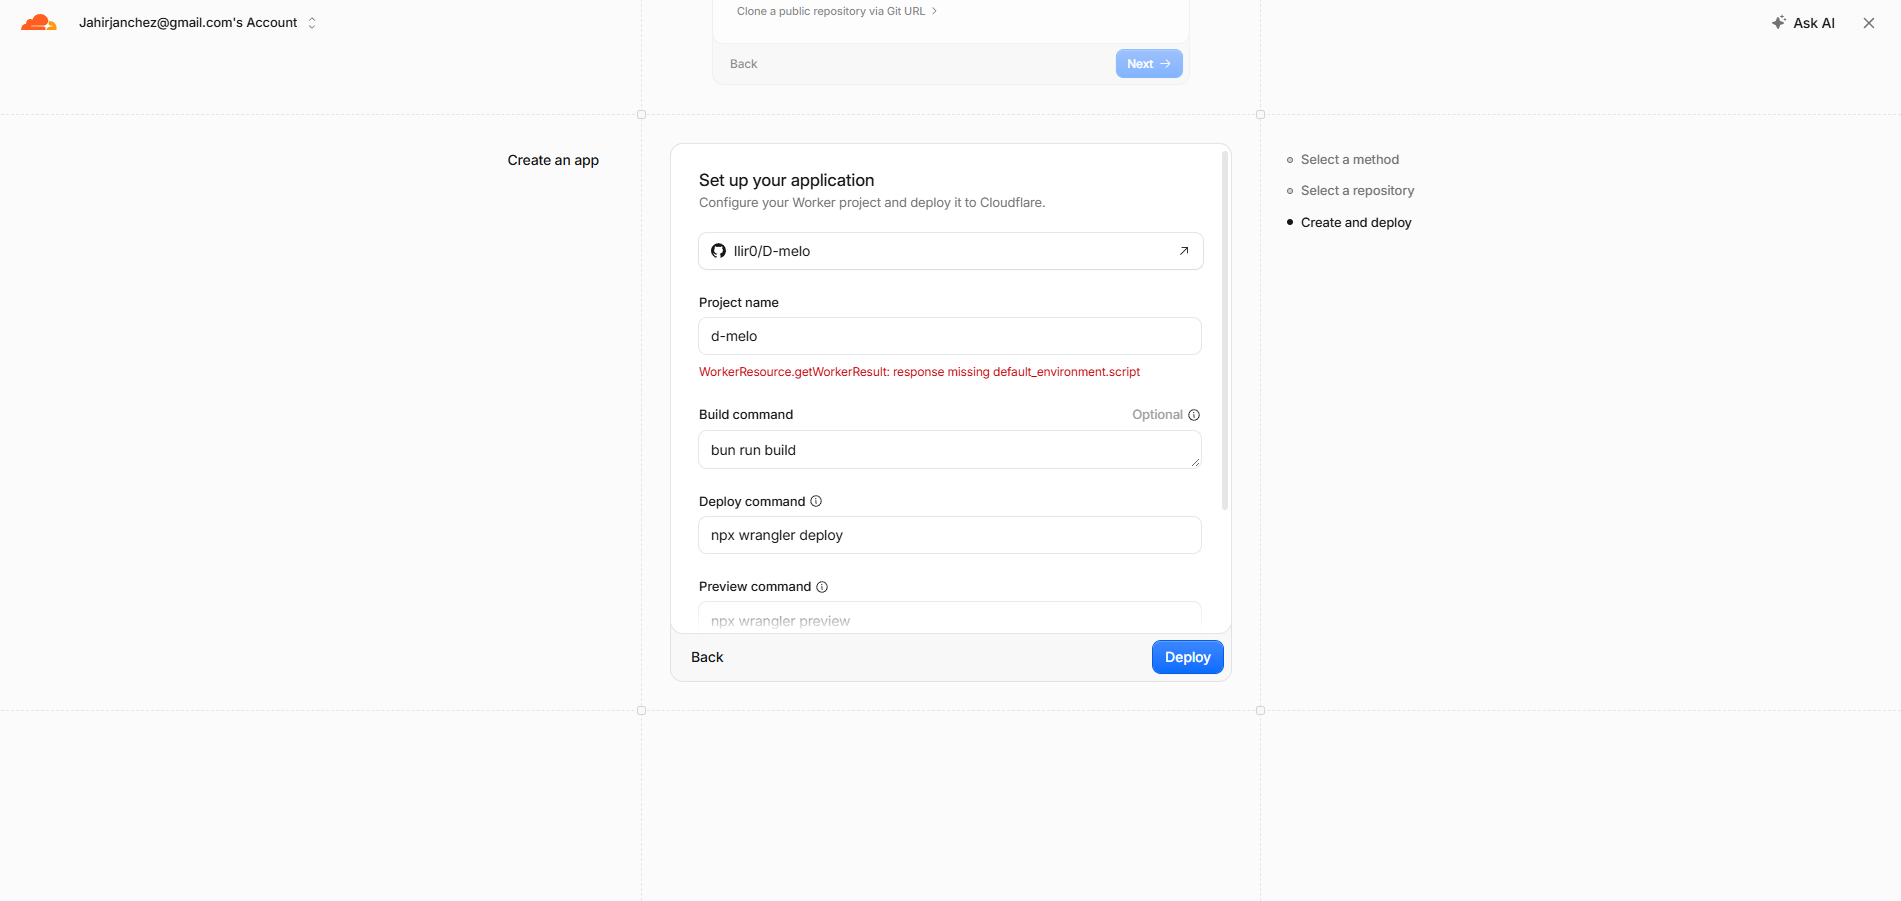 Jahirjanchez@gmail.com's Account
Ask AI
Clone a public repository via Git URL
Back
Next
Create an app
Set up your application
Configure your Worker project and deploy it to Cloudflare.
llir0/D-melo
Project name
d-melo
WorkerResource.getWorkerResult: response missing default_environment.script
Build command
Optional
bun run build
Deploy command
npx wrangler deploy
Preview command
npx wrangler preview
Back
Deploy
Select a method
Select a repository
Create and deploy